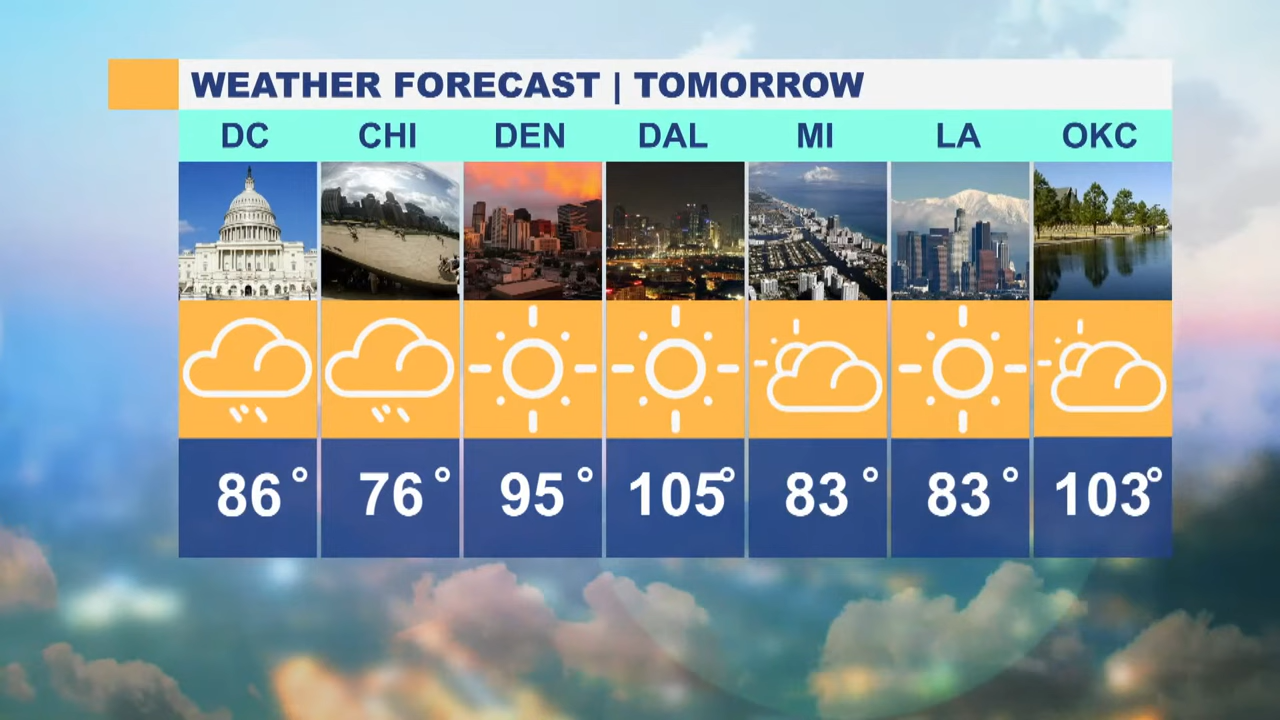 WEATHER FORECAST | TOMORROW
DC CHI DEN DAL MI LA OKC
86° 76° 95° 105° 83° 83° 103°